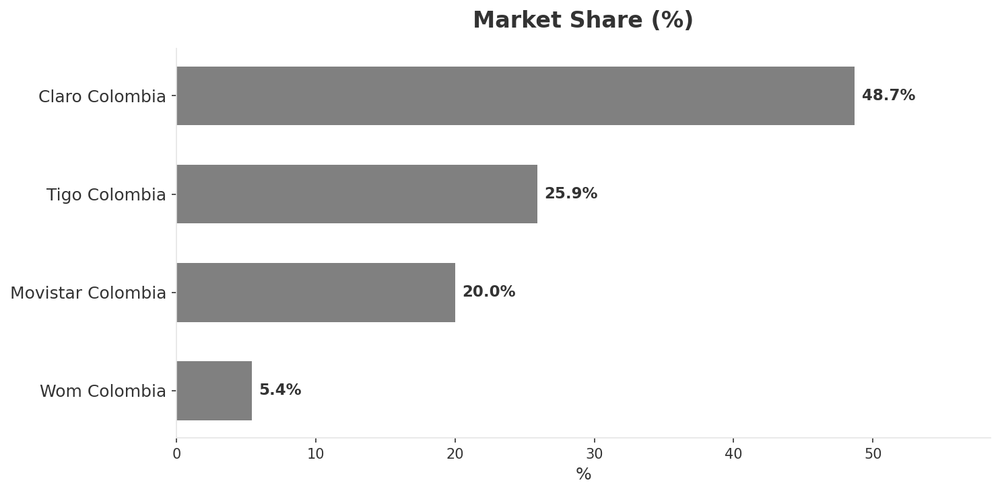 Market Share (%)
Claro Colombia
48.7%
Tigo Colombia
25.9%
Movistar Colombia
20.0%
Wom Colombia
5.4%
0 10 20 30 40 50
%